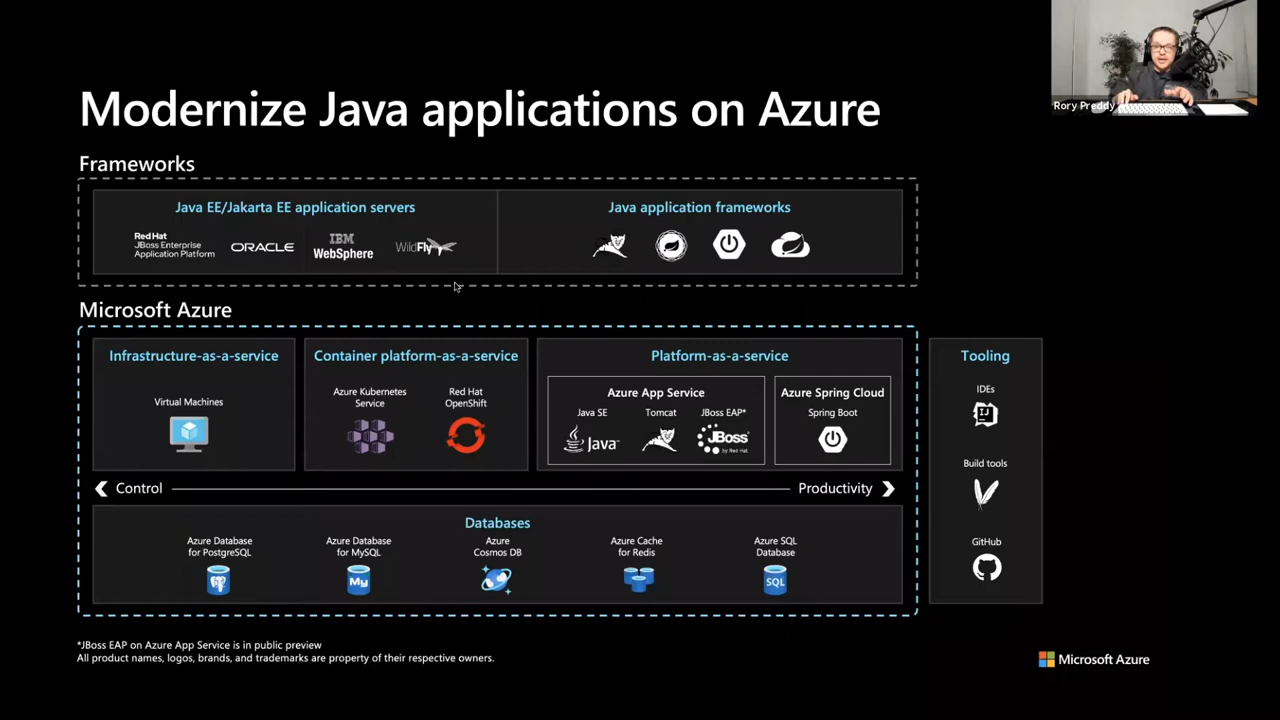 Rory Preddy
Modernize Java applications on Azure
Frameworks
Java EE/Jakarta EE application servers
Java application frameworks
Red Hat
JBoss Enterprise
Application Platform
ORACLE
IBM
WebSphere
WildFly
Microsoft Azure
Infrastructure-as-a-service
Virtual Machines
Container platform-as-a-service
Azure Kubernetes
Service
Red Hat
OpenShift
Platform-as-a-service
Azure App Service
Java SE
Tomcat
JBoss EAP*
Java
JBoss
by Red Hat
Azure Spring Cloud
Spring Boot
Tooling
IDEs
IJ
Build tools
GitHub
Control
Productivity
Databases
Azure Database
for PostgreSQL
Azure Database
for MySQL
My
Azure
Cosmos DB
Azure Cache
for Redis
Azure SQL
Database
SQL
*JBoss EAP on Azure App Service is in public preview
All product names, logos, brands, and trademarks are property of their respective owners.
Microsoft Azure